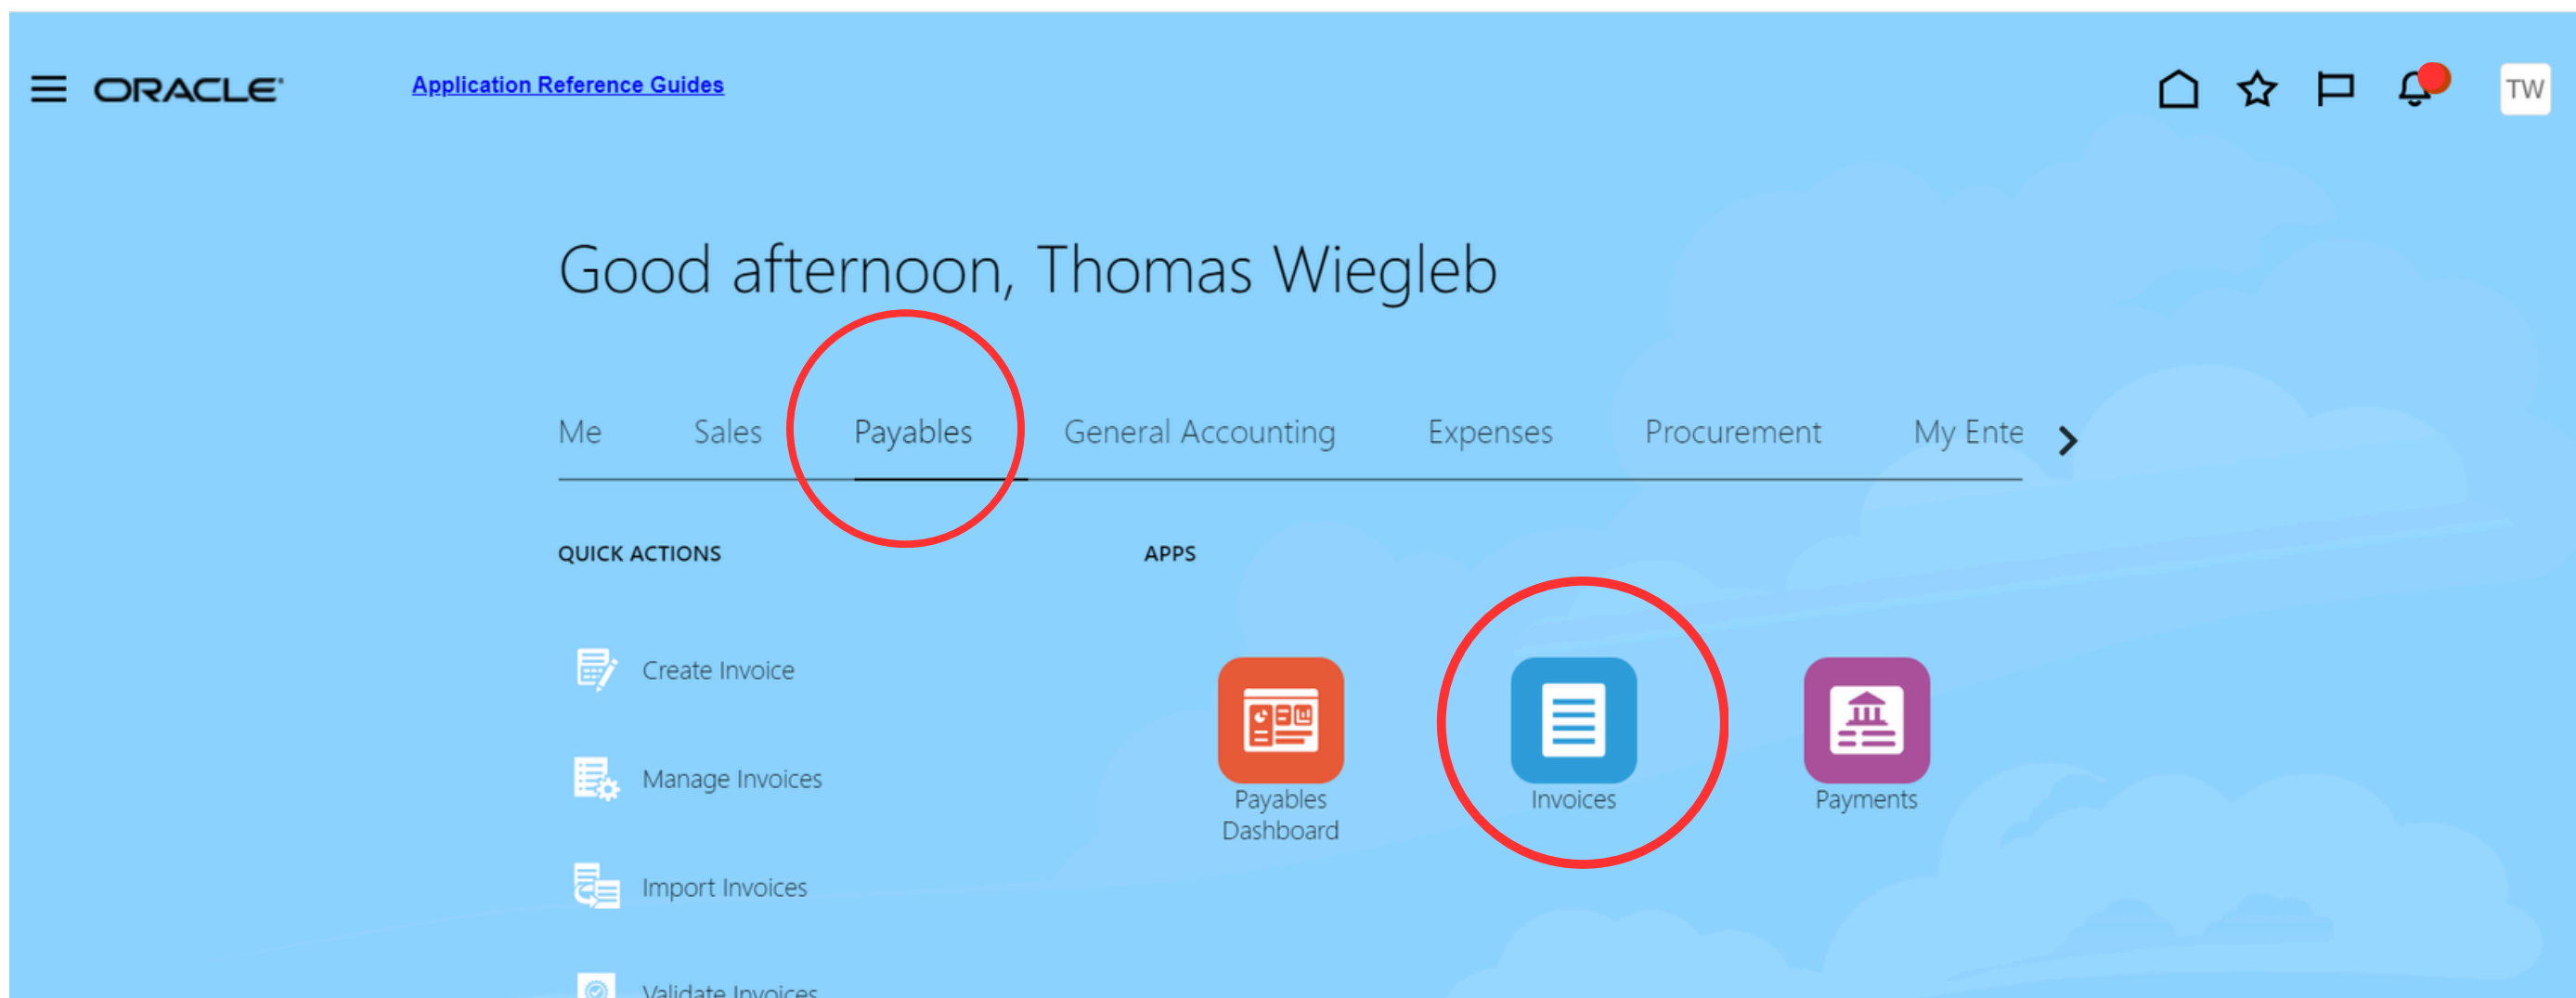 ORACLE
Application Reference Guides
TW
Good afternoon, Thomas Wiegleb
Me Sales Payables General Accounting Expenses Procurement My Ente
QUICK ACTIONS
Create Invoice
Manage Invoices
Import Invoices
Validate Invoices
APPS
Payables
Dashboard
Invoices
Payments